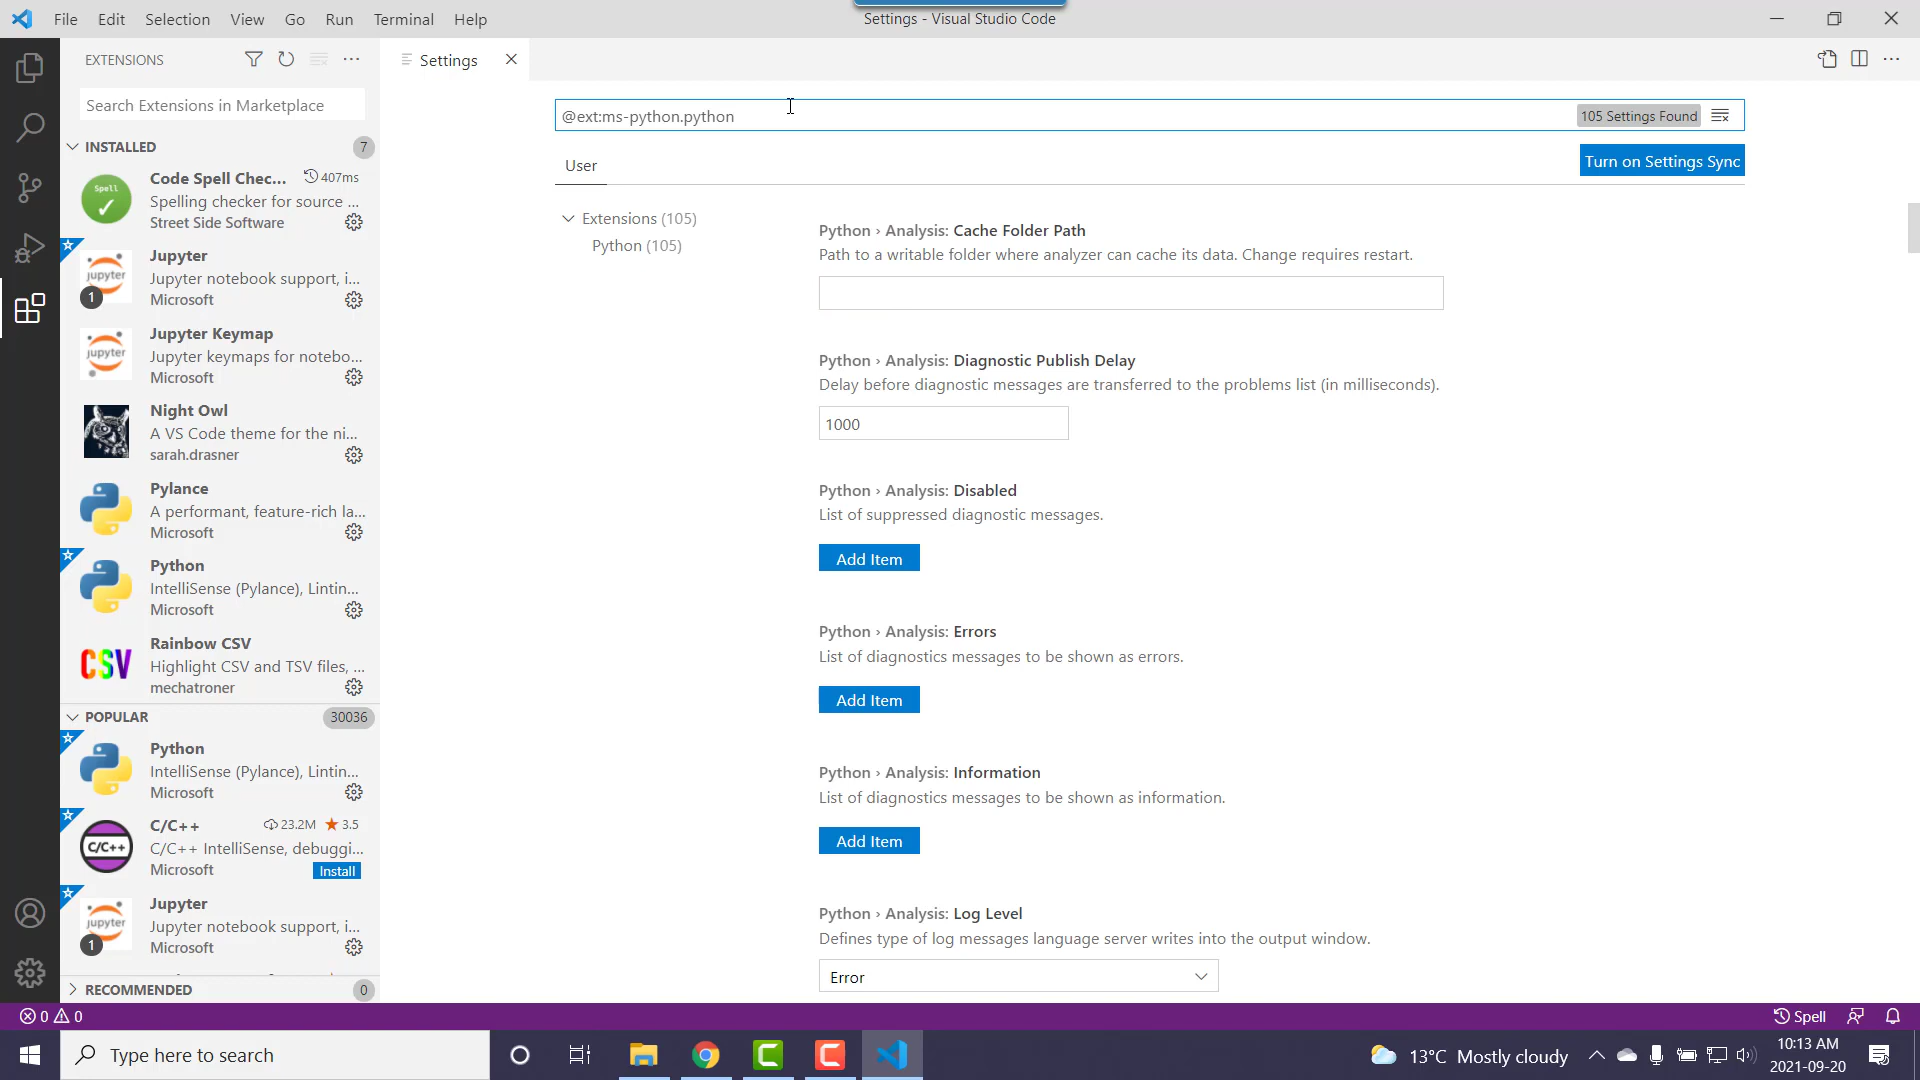 File Edit Selection View Go Run Terminal Help
Settings - Visual Studio Code
EXTENSIONS
Search Extensions in Marketplace
INSTALLED 7
Spell
Code Spell Chec... 407ms
Spelling checker for source ...
Street Side Software
jupyter
1
Jupyter
Jupyter notebook support, i...
Microsoft
jupyter
Jupyter Keymap
Jupyter keymaps for notebo...
Microsoft
Night Owl
A VS Code theme for the ni...
sarah.drasner
Pylance
A performant, feature-rich la...
Microsoft
Python
IntelliSense (Pylance), Lintin...
Microsoft
CSV
Rainbow CSV
Highlight CSV and TSV files, ...
mechatroner
POPULAR 30036
Python
IntelliSense (Pylance), Lintin...
Microsoft
C/C++
C/C++ 23.2M 3.5
C/C++ IntelliSense, debuggi...
Microsoft Install
jupyter
1
Jupyter
Jupyter notebook support, i...
Microsoft
RECOMMENDED 0
Settings
@ext:ms-python.python 105 Settings Found
User
Turn on Settings Sync
Extensions (105)
Python (105)
Python › Analysis: Cache Folder Path
Path to a writable folder where analyzer can cache its data. Change requires restart.
Python › Analysis: Diagnostic Publish Delay
Delay before diagnostic messages are transferred to the problems list (in milliseconds).
1000
Python › Analysis: Disabled
List of suppressed diagnostic messages.
Add Item
Python › Analysis: Errors
List of diagnostics messages to be shown as errors.
Add Item
Python › Analysis: Information
List of diagnostics messages to be shown as information.
Add Item
Python › Analysis: Log Level
Defines type of log messages language server writes into the output window.
Error
0 0
Spell
Type here to search
13°C Mostly cloudy
10:13 AM
2021-09-20